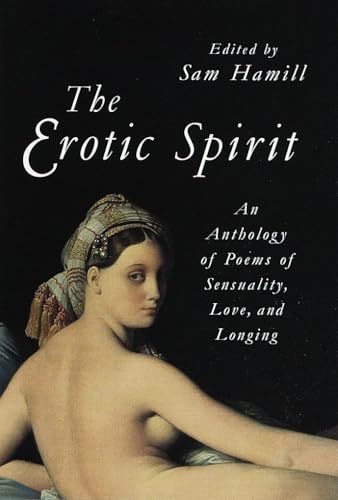 Edited by
Sam Hamill
The
Erotic Spirit
An
Anthology
of Poems of
Sensuality,
Love, and
Longing